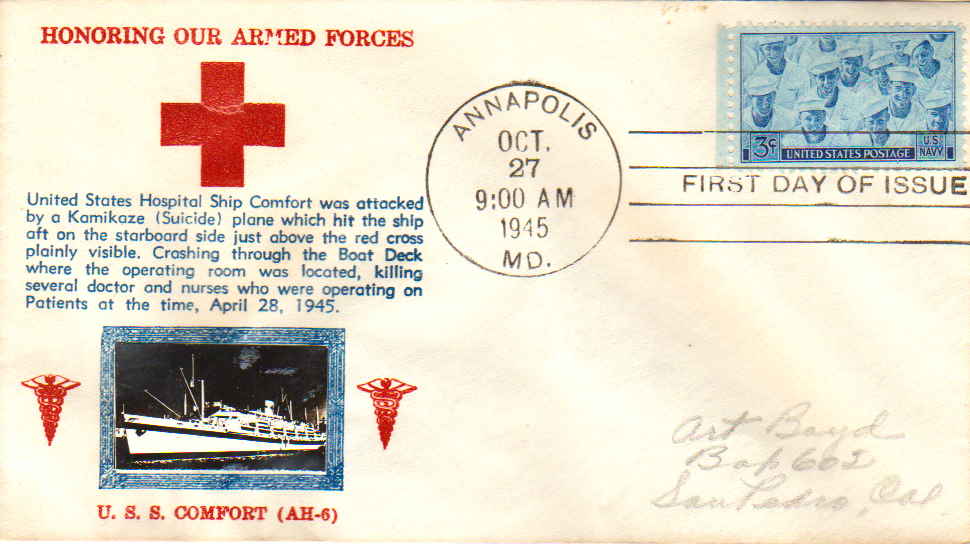 HONORING OUR ARMED FORCES
United States Hospital Ship Comfort was attacked
by a Kamikaze (Suicide) plane which hit the ship
aft on the starboard side just above the red cross
plainly visible. Crashing through the Boat Deck
where the operating room was located, killing
several doctor and nurses who were operating on
Patients at the time, April 28, 1945.
U. S. S. COMFORT (AH-6)
ANNAPOLIS
OCT.
27
9:00 AM
1945
MD.
3¢ UNITED STATES POSTAGE
U.S.
NAVY
FIRST DAY OF ISSUE
Art Boyd
Box 602
San Pedro, Cal.